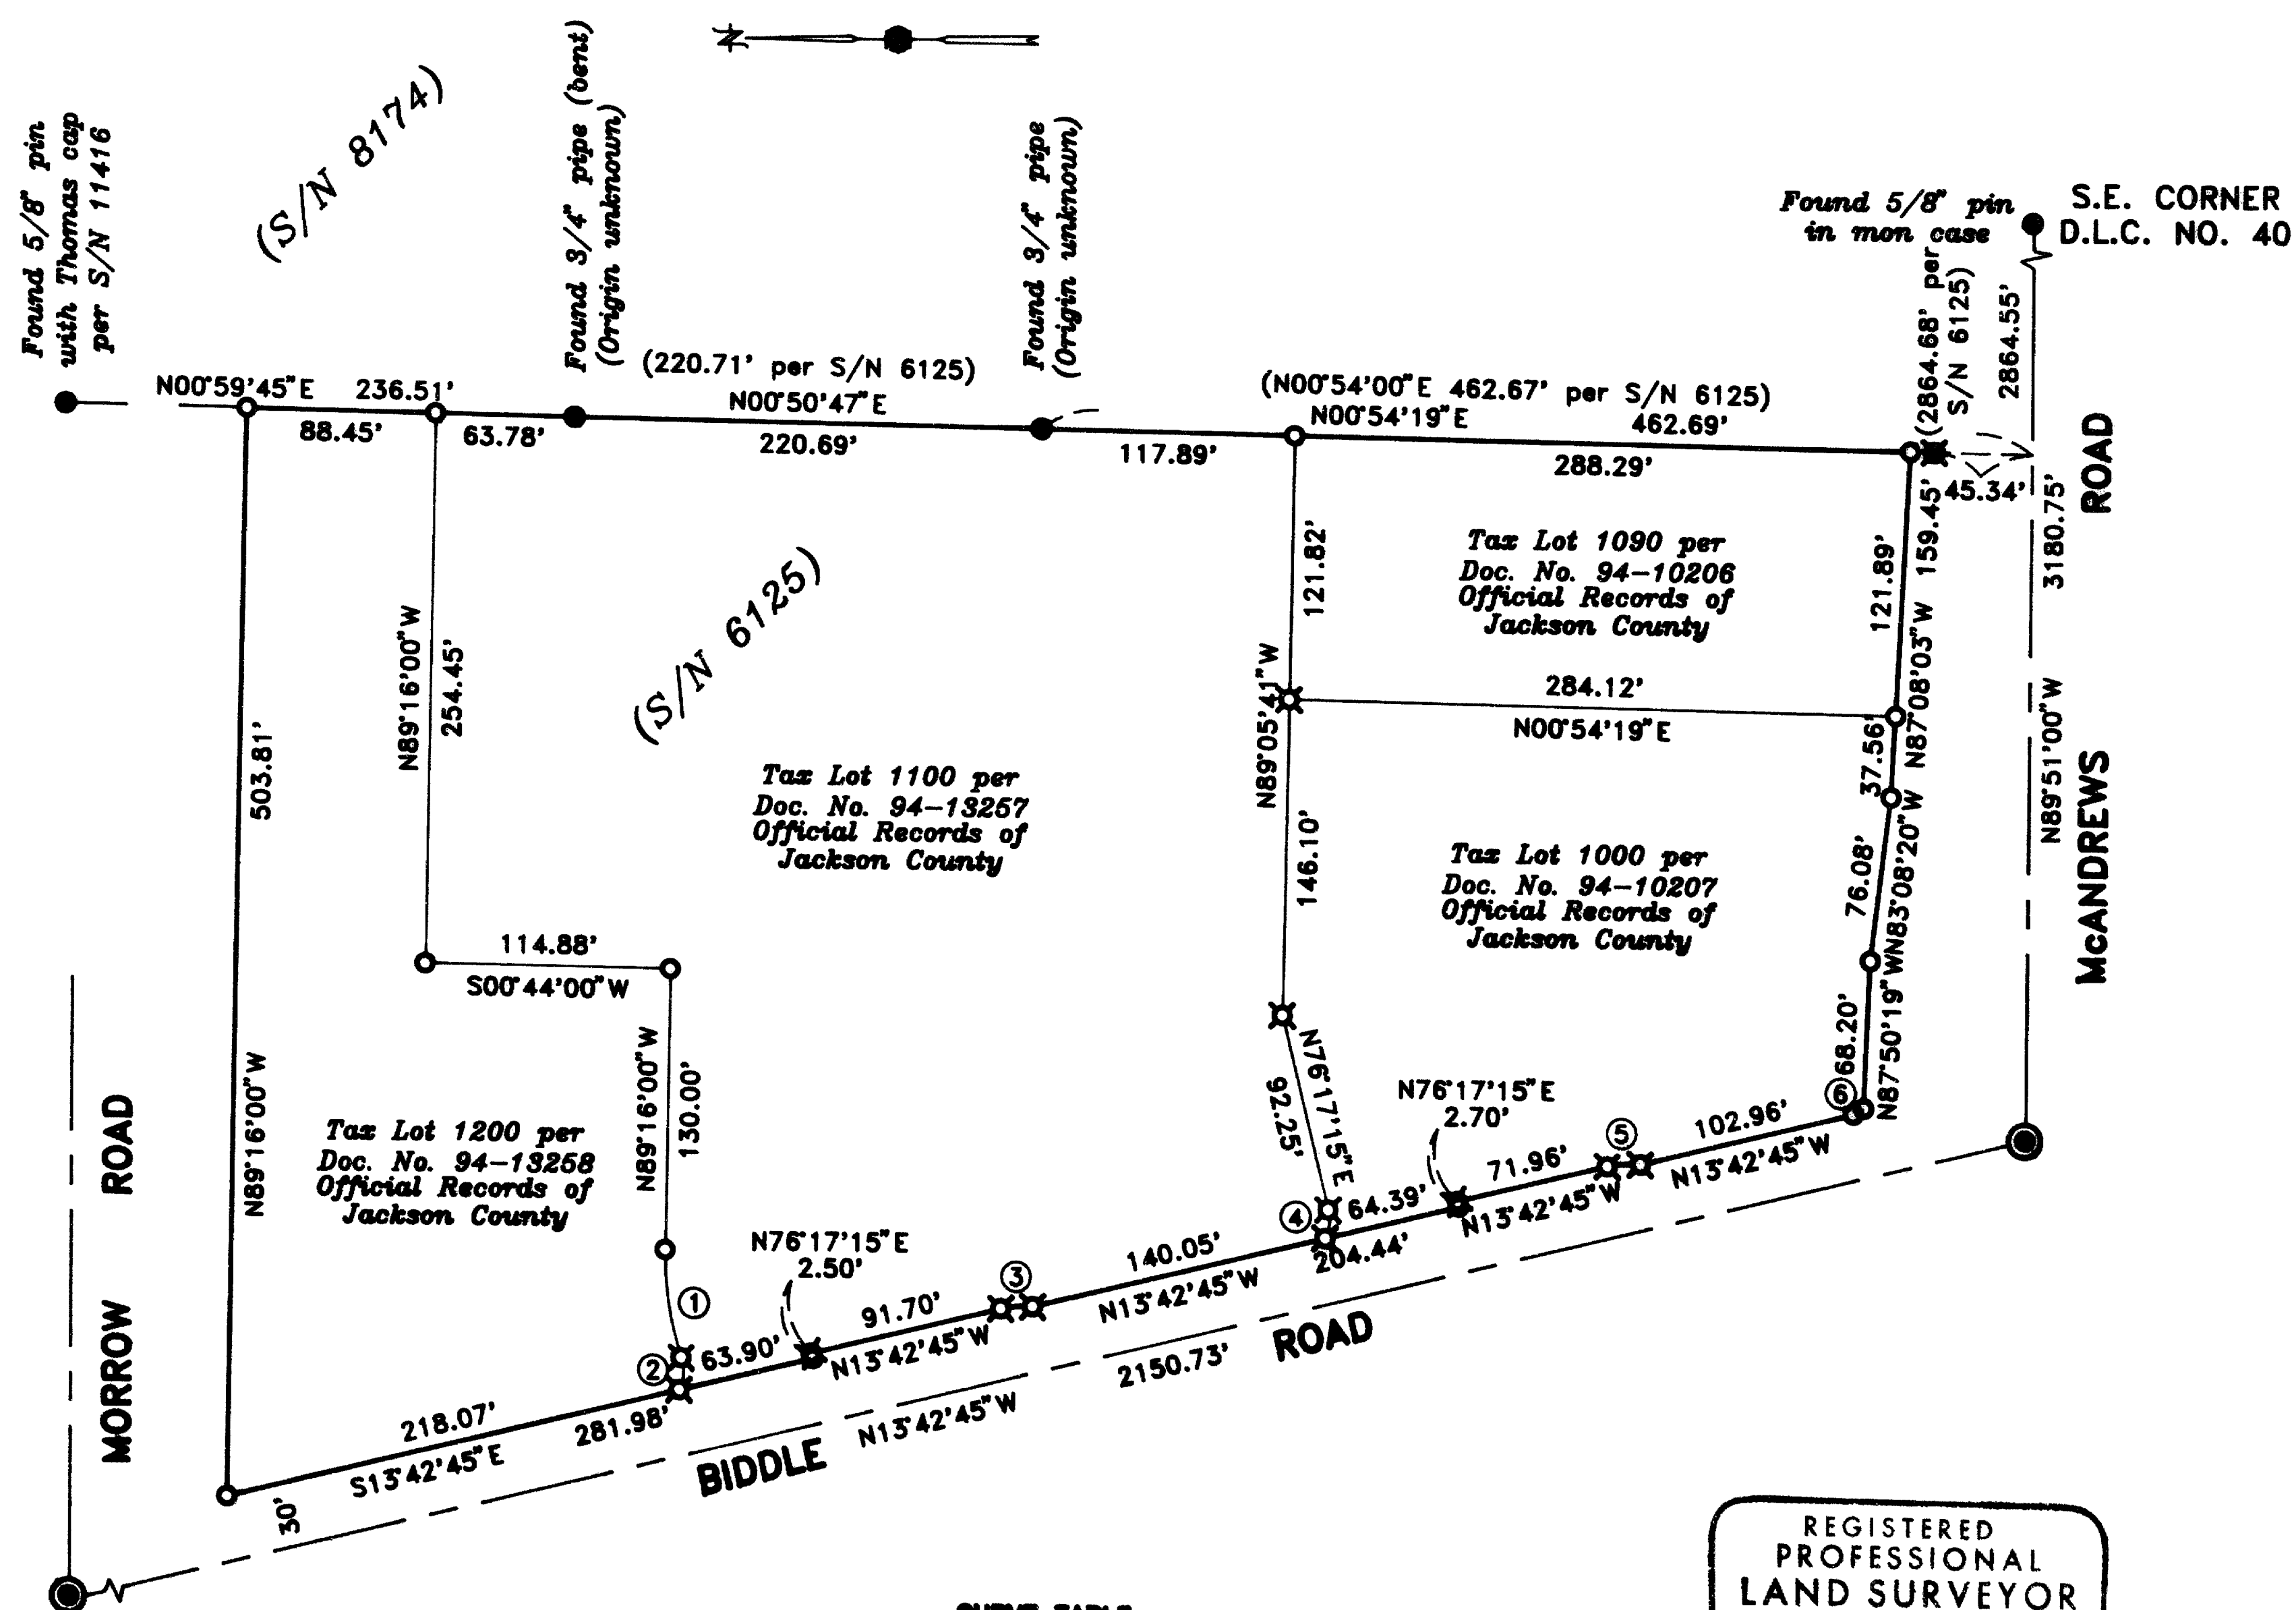 N
Found 5/8" pin
with Thomas cap
per S/N 11416
(S/N 8174)
Found 3/4" pipe (bent)
(Origin unknown)
Found 3/4" pipe
(Origin unknown)
Found 5/8" pin
in mon case
S.E. CORNER
D.L.C. NO. 40
(2864.68' per
S/N 6125)
2864.55'
N00°59'45"E
236.51'
(220.71' per S/N 6125)
N00°50'47"E
(N00°54'00"E 462.67' per S/N 6125)
N00°54'19"E
462.69'
88.45'
63.78'
220.69'
117.89'
288.29'
45.34'
159.45'
3180.75'
ROAD
121.82'
121.89'
Tax Lot 1090 per
Doc. No. 94-10206
Official Records of
Jackson County
(S/N 6125)
N89°16'00"W
254.45'
503.81'
N89°05'41"W
284.12'
N00°54'19"E
N87°08'03"W
37.56'
N89°51'00"W
McANDREWS
Tax Lot 1100 per
Doc. No. 94-13257
Official Records of
Jackson County
146.10'
Tax Lot 1000 per
Doc. No. 94-10207
Official Records of
Jackson County
76.08'
N83°08'20"W
114.88'
S00°44'00"W
N87°50'19"W
68.20'
N89°16'00"W
N89°16'00"W
130.00'
N76°17'15"E
92.25'
N76°17'15"E
2.70'
6
102.96'
N13°42'45"W
5
71.96'
N13°42'45"W
ROAD
MORROW
Tax Lot 1200 per
Doc. No. 94-13258
Official Records of
Jackson County
4
64.39'
204.44'
N76°17'15"E
2.50'
140.05'
N13°42'45"W
3
1
91.70'
N13°42'45"W
2
63.90'
218.07'
281.98'
S13°42'45"E
30'
BIDDLE
ROAD
N13°42'45"W
2150.73'
CURVE TABLE
REGISTERED
PROFESSIONAL
LAND SURVEYOR